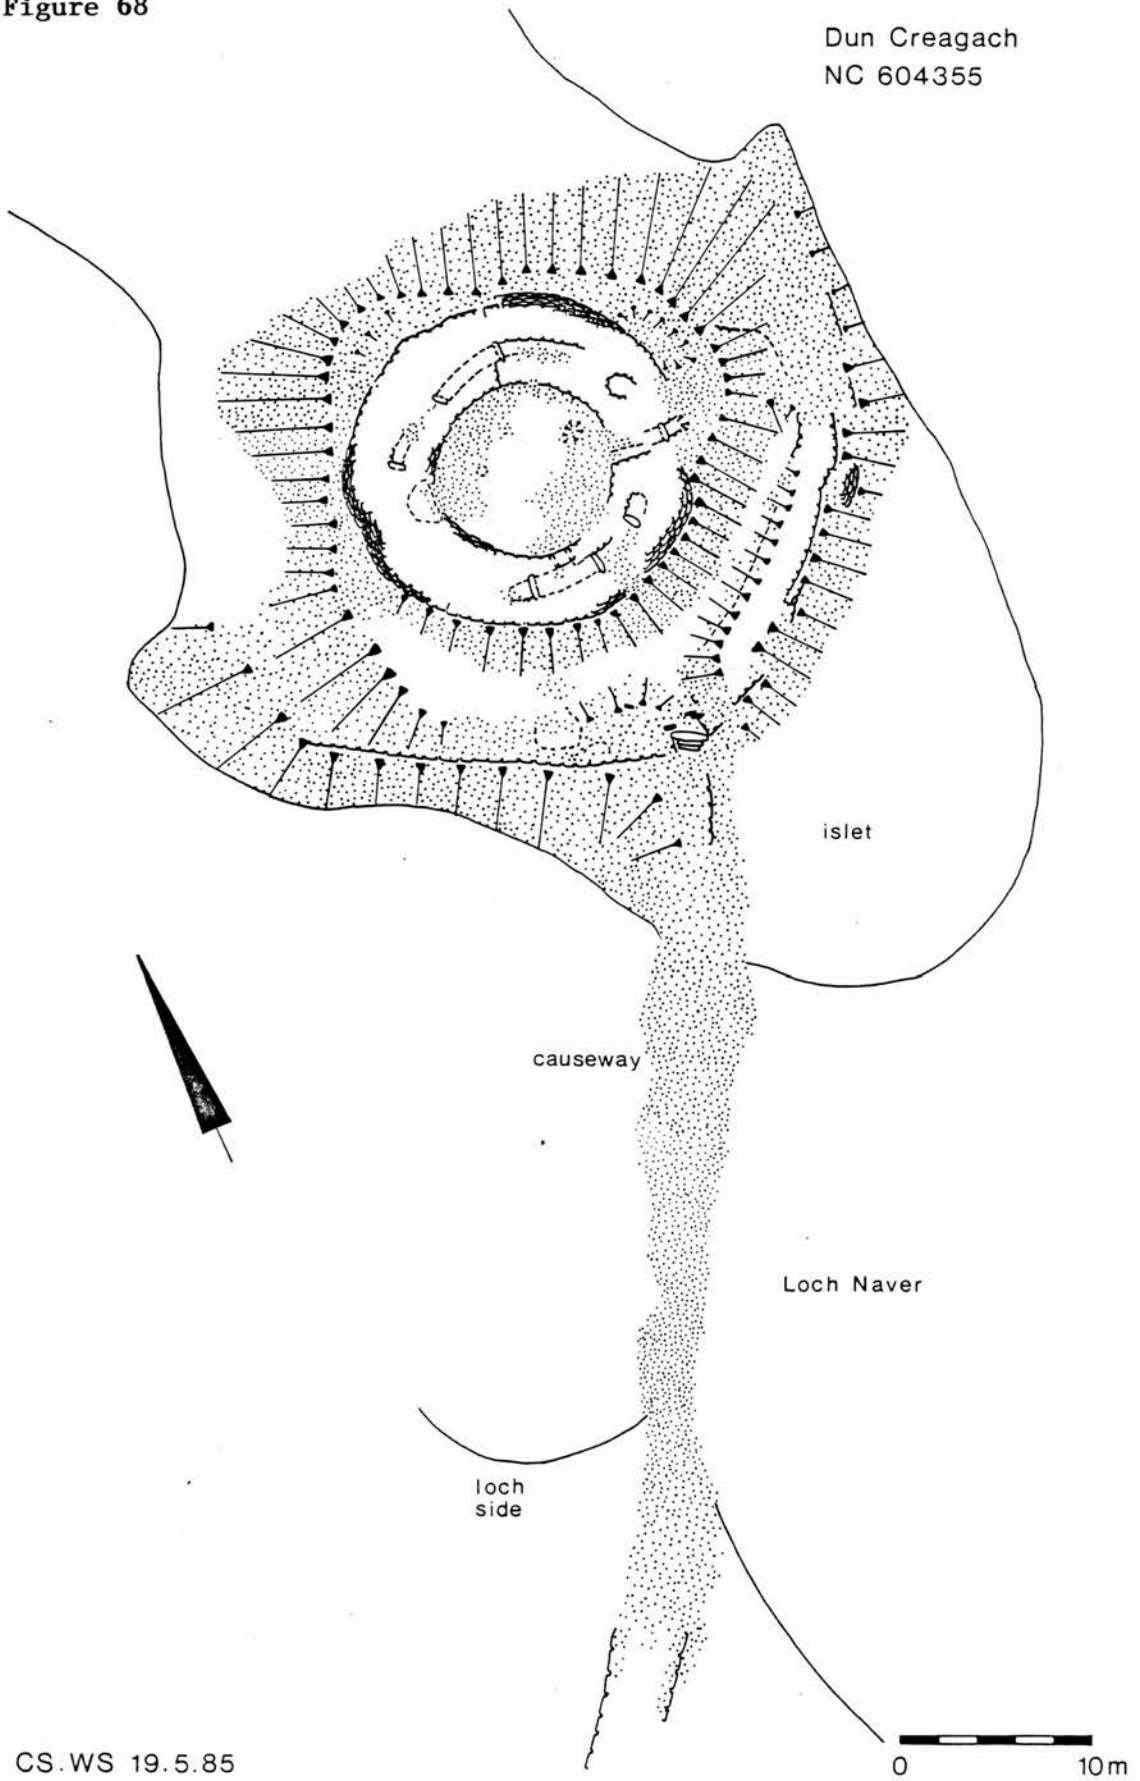 Figure 68
Dun Creagach
NC 604355
islet
causeway
Loch Naver
loch
side
CS.WS 19.5.85
0 10m